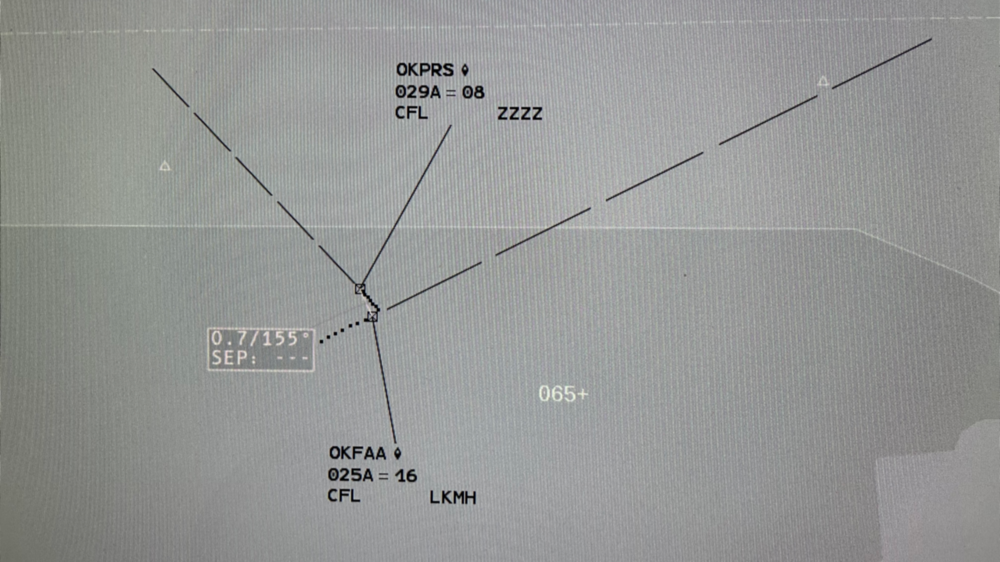 OKPRS
029A = 08
CFL ZZZZ
0.7/155°
SEP: ---
065+
OKFAA
025A = 16
CFL LKMH